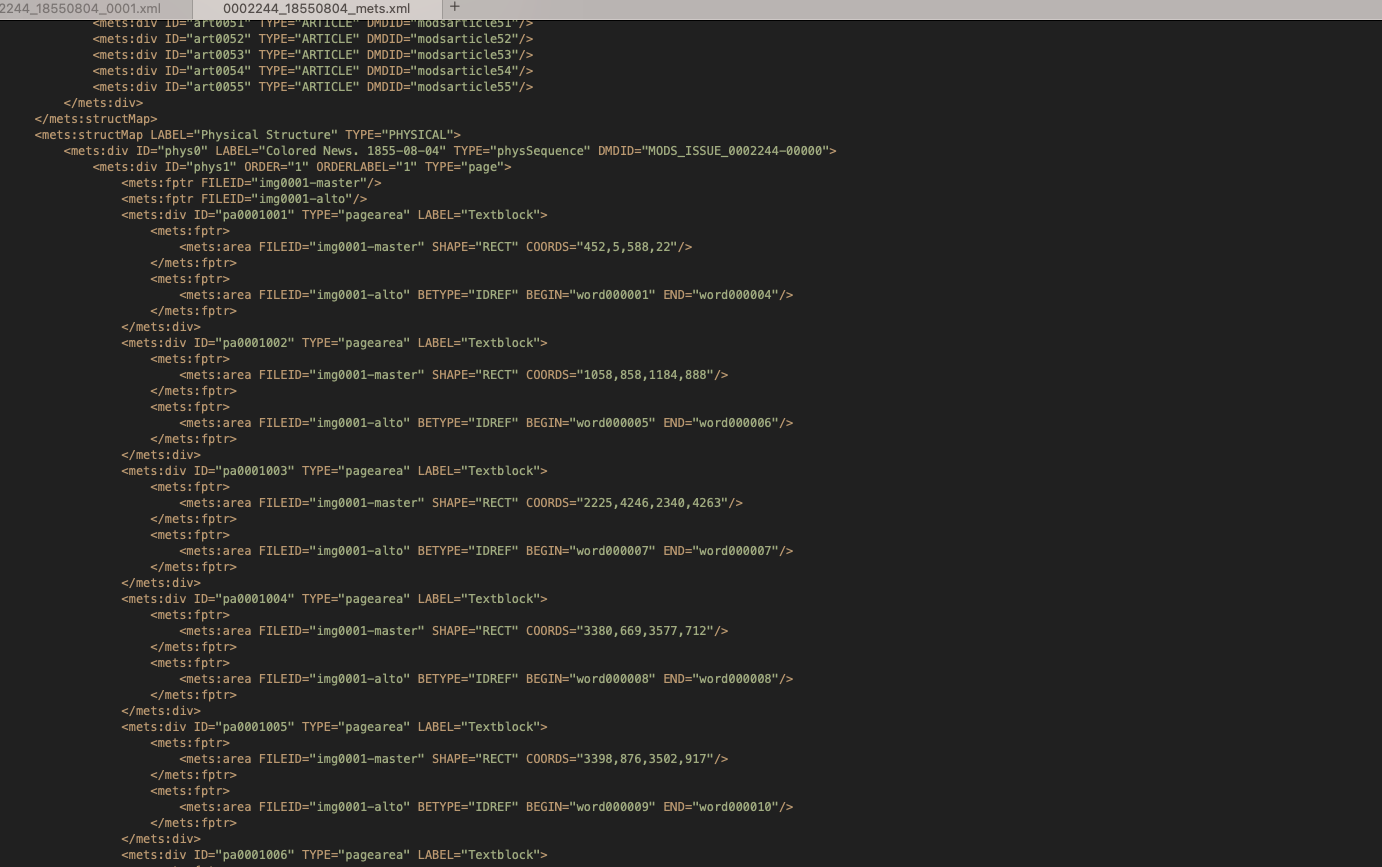 2244_18550804_0001.xml
0002244_18550804_mets.xml
+
<mets:div ID="art0051" TYPE="ARTICLE" DMDID="modsarticle51"/>
<mets:div ID="art0052" TYPE="ARTICLE" DMDID="modsarticle52"/>
<mets:div ID="art0053" TYPE="ARTICLE" DMDID="modsarticle53"/>
<mets:div ID="art0054" TYPE="ARTICLE" DMDID="modsarticle54"/>
<mets:div ID="art0055" TYPE="ARTICLE" DMDID="modsarticle55"/>
</mets:div>
</mets:structMap>
<mets:structMap LABEL="Physical Structure" TYPE="PHYSICAL">
<mets:div ID="phys0" LABEL="Colored News. 1855-08-04" TYPE="physSequence" DMDID="MODS_ISSUE_0002244-00000">
<mets:div ID="phys1" ORDER="1" ORDERLABEL="1" TYPE="page">
<mets:fptr FILEID="img0001-master"/>
<mets:fptr FILEID="img0001-alto"/>
<mets:div ID="pa0001001" TYPE="pagearea" LABEL="Textblock">
<mets:fptr>
<mets:area FILEID="img0001-master" SHAPE="RECT" COORDS="452,5,588,22"/>
</mets:fptr>
<mets:fptr>
<mets:area FILEID="img0001-alto" BETYPE="IDREF" BEGIN="word000001" END="word000004"/>
</mets:fptr>
</mets:div>
<mets:div ID="pa0001002" TYPE="pagearea" LABEL="Textblock">
<mets:fptr>
<mets:area FILEID="img0001-master" SHAPE="RECT" COORDS="1058,858,1184,888"/>
</mets:fptr>
<mets:fptr>
<mets:area FILEID="img0001-alto" BETYPE="IDREF" BEGIN="word000005" END="word000006"/>
</mets:fptr>
</mets:div>
<mets:div ID="pa0001003" TYPE="pagearea" LABEL="Textblock">
<mets:fptr>
<mets:area FILEID="img0001-master" SHAPE="RECT" COORDS="2225,4246,2340,4263"/>
</mets:fptr>
<mets:fptr>
<mets:area FILEID="img0001-alto" BETYPE="IDREF" BEGIN="word000007" END="word000007"/>
</mets:fptr>
</mets:div>
<mets:div ID="pa0001004" TYPE="pagearea" LABEL="Textblock">
<mets:fptr>
<mets:area FILEID="img0001-master" SHAPE="RECT" COORDS="3380,669,3577,712"/>
</mets:fptr>
<mets:fptr>
<mets:area FILEID="img0001-alto" BETYPE="IDREF" BEGIN="word000008" END="word000008"/>
</mets:fptr>
</mets:div>
<mets:div ID="pa0001005" TYPE="pagearea" LABEL="Textblock">
<mets:fptr>
<mets:area FILEID="img0001-master" SHAPE="RECT" COORDS="3398,876,3502,917"/>
</mets:fptr>
<mets:fptr>
<mets:area FILEID="img0001-alto" BETYPE="IDREF" BEGIN="word000009" END="word000010"/>
</mets:fptr>
</mets:div>
<mets:div ID="pa0001006" TYPE="pagearea" LABEL="Textblock">